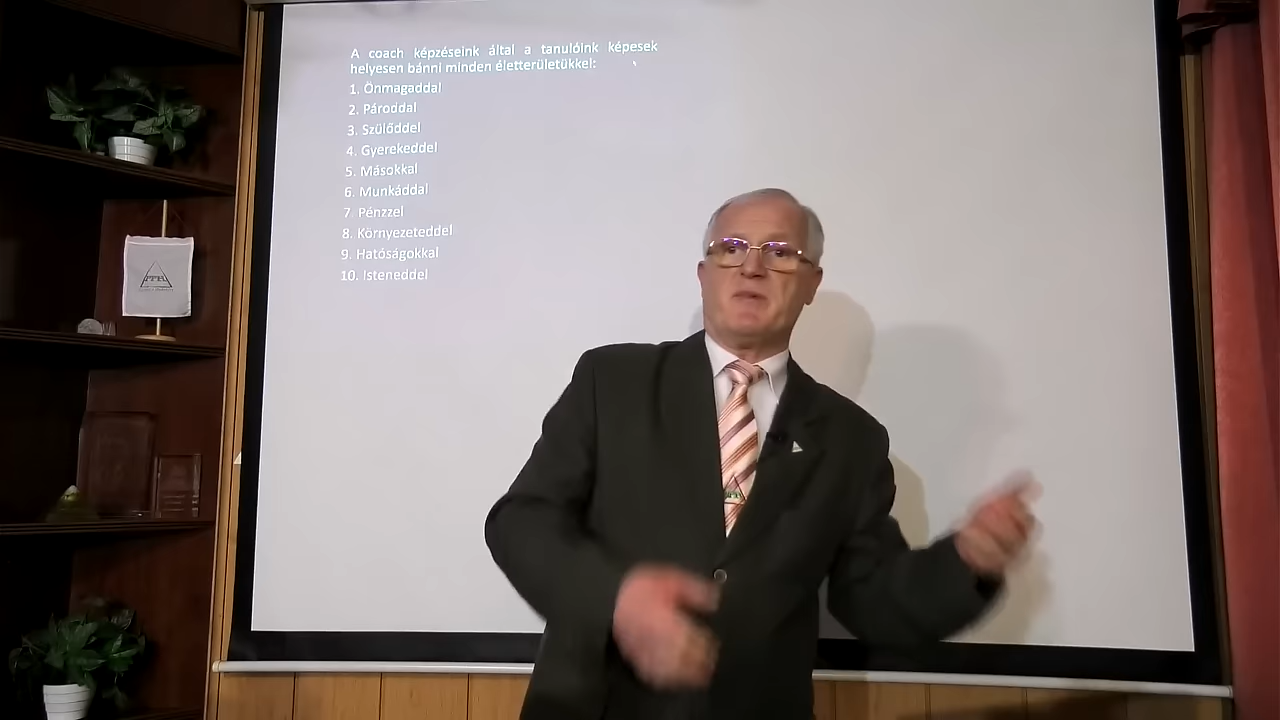 A coach képzéseink által a tanulóink képesek
helyesen bánni minden életterületükkel:
1. Önmagaddal
2. Pároddal
3. Szülőddel
4. Gyerekeddel
5. Másokkal
6. Munkáddal
7. Pénzzel
8. Környezeteddel
9. Hatóságokkal
10. Isteneddel